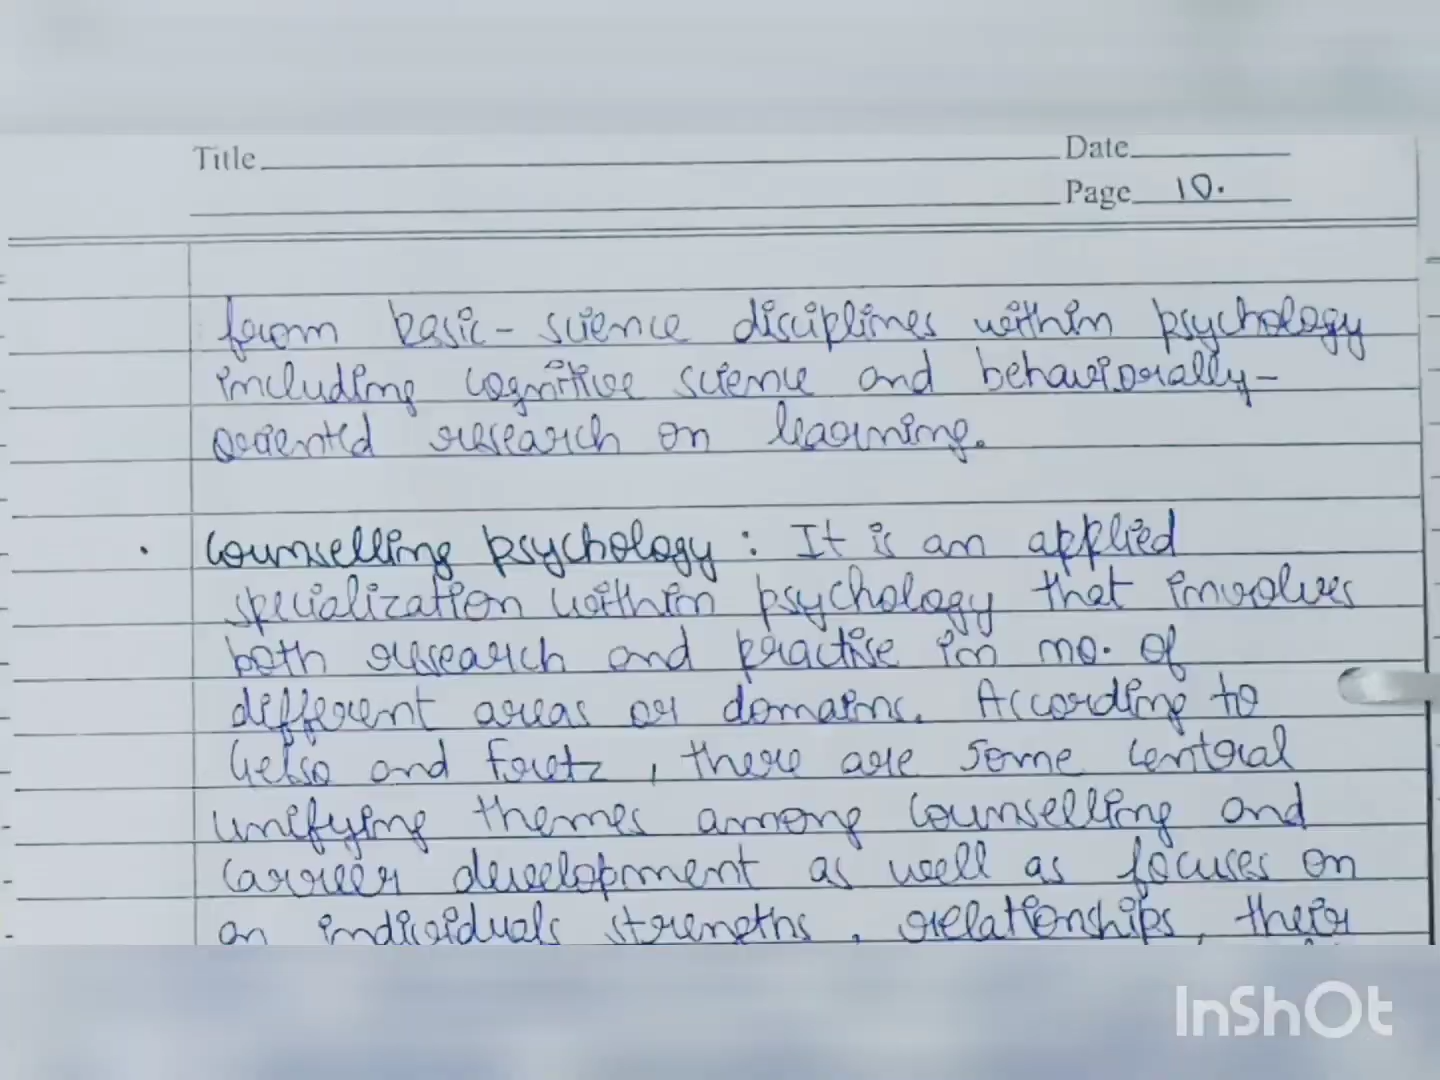 Title
Date
Page 10.
from basic-science disciplines within psychology
including cognitive science and behaviorally-
oriented research on learning.
• Counselling psychology : It is an applied
specialization within psychology that involves
both research and practise in no. of
different areas or domains. According to
Gelso and Fretz, there are some central
unifying themes among counselling and
carreer development as well as focuses on
an individuals strengths, relationships, their
InShOt